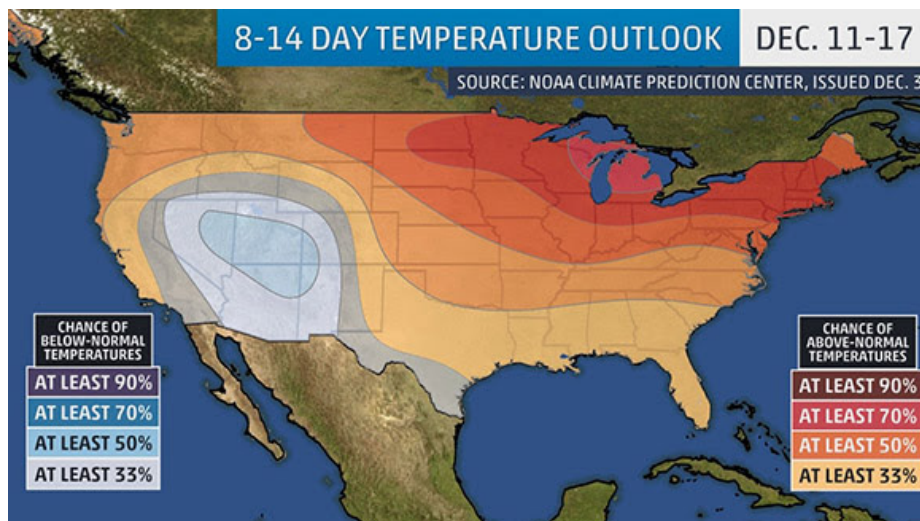 8-14 DAY TEMPERATURE OUTLOOK
DEC. 11-17
SOURCE: NOAA CLIMATE PREDICTION CENTER, ISSUED DEC. 3
CHANCE OF
BELOW-NORMAL
TEMPERATURES
AT LEAST 90%
AT LEAST 70%
AT LEAST 50%
AT LEAST 33%
CHANCE OF
ABOVE-NORMAL
TEMPERATURES
AT LEAST 90%
AT LEAST 70%
AT LEAST 50%
AT LEAST 33%